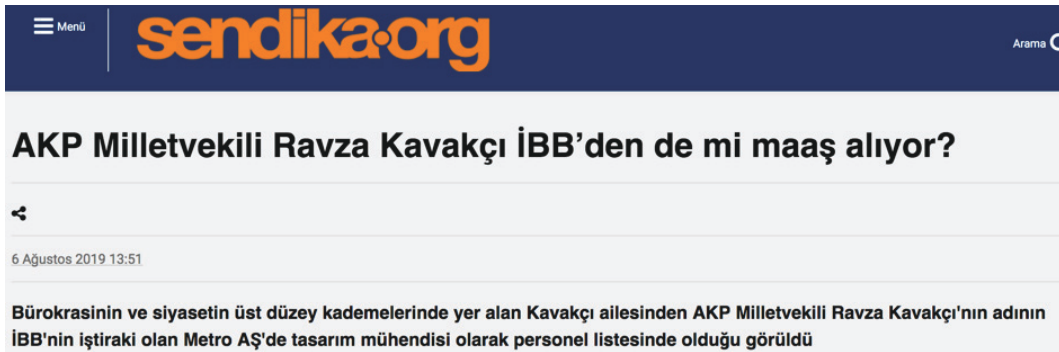 Menü
sendika.org
Arama
AKP Milletvekili Ravza Kavakçı İBB’den de mi maaş alıyor?
6 Ağustos 2019 13:51
Bürokrasinin ve siyasetin üst düzey kademelerinde yer alan Kavakçı ailesinden AKP Milletvekili Ravza Kavakçı'nın adının
İBB'nin iştiraki olan Metro AŞ'de tasarım mühendisi olarak personel listesinde olduğu görüldü